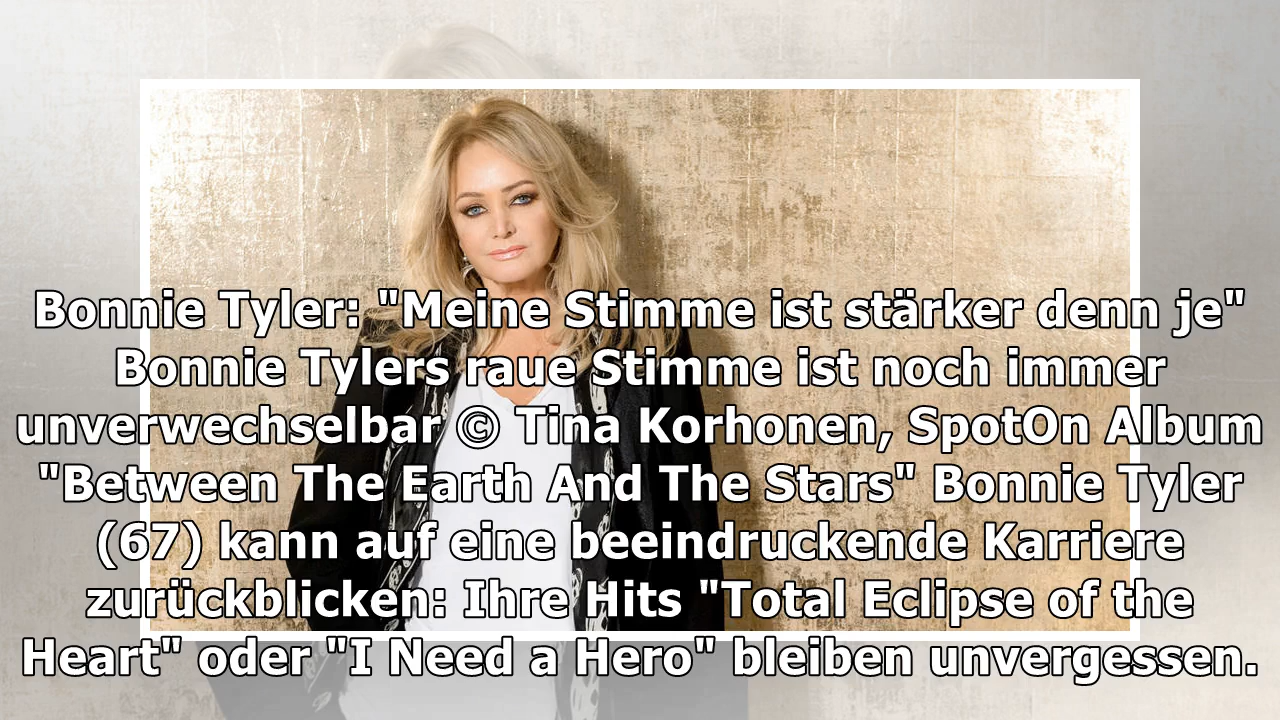 Bonnie Tyler: "Meine Stimme ist stärker denn je"
Bonnie Tylers raue Stimme ist noch immer
unverwechselbar © Tina Korhonen, SpotOn Album
"Between The Earth And The Stars" Bonnie Tyler
(67) kann auf eine beeindruckende Karriere
zurückblicken: Ihre Hits "Total Eclipse of the
Heart" oder "I Need a Hero" bleiben unvergessen.